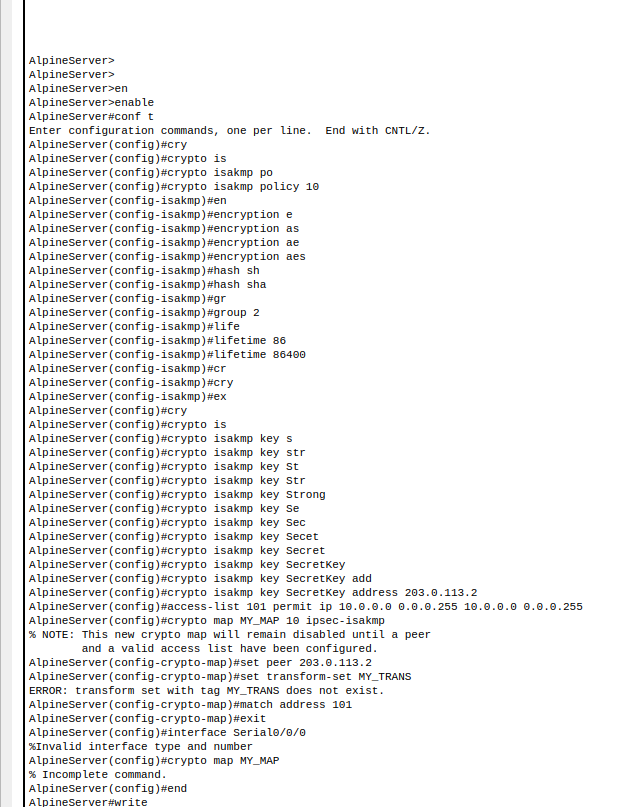 AlpineServer>
AlpineServer>
AlpineServer>en
AlpineServer>enable
AlpineServer#conf t
Enter configuration commands, one per line.  End with CNTL/Z.
AlpineServer(config)#cry
AlpineServer(config)#crypto is
AlpineServer(config)#crypto isakmp po
AlpineServer(config)#crypto isakmp policy 10
AlpineServer(config-isakmp)#en
AlpineServer(config-isakmp)#encryption e
AlpineServer(config-isakmp)#encryption as
AlpineServer(config-isakmp)#encryption ae
AlpineServer(config-isakmp)#encryption aes
AlpineServer(config-isakmp)#hash sh
AlpineServer(config-isakmp)#hash sha
AlpineServer(config-isakmp)#gr
AlpineServer(config-isakmp)#group 2
AlpineServer(config-isakmp)#life
AlpineServer(config-isakmp)#lifetime 86
AlpineServer(config-isakmp)#lifetime 86400
AlpineServer(config-isakmp)#cr
AlpineServer(config-isakmp)#cry
AlpineServer(config-isakmp)#ex
AlpineServer(config)#cry
AlpineServer(config)#crypto is
AlpineServer(config)#crypto isakmp key s
AlpineServer(config)#crypto isakmp key str
AlpineServer(config)#crypto isakmp key St
AlpineServer(config)#crypto isakmp key Str
AlpineServer(config)#crypto isakmp key Strong
AlpineServer(config)#crypto isakmp key Se
AlpineServer(config)#crypto isakmp key Sec
AlpineServer(config)#crypto isakmp key Secet
AlpineServer(config)#crypto isakmp key Secret
AlpineServer(config)#crypto isakmp key SecretKey
AlpineServer(config)#crypto isakmp key SecretKey add
AlpineServer(config)#crypto isakmp key SecretKey address 203.0.113.2
AlpineServer(config)#access-list 101 permit ip 10.0.0.0 0.0.0.255 10.0.0.0 0.0.0.255
AlpineServer(config)#crypto map MY_MAP 10 ipsec-isakmp
% NOTE: This new crypto map will remain disabled until a peer
        and a valid access list have been configured.
AlpineServer(config-crypto-map)#set peer 203.0.113.2
AlpineServer(config-crypto-map)#set transform-set MY_TRANS
ERROR: transform set with tag MY_TRANS does not exist.
AlpineServer(config-crypto-map)#match address 101
AlpineServer(config-crypto-map)#exit
AlpineServer(config)#interface Serial0/0/0
%Invalid interface type and number
AlpineServer(config)#crypto map MY_MAP
% Incomplete command.
AlpineServer(config)#end
AlpineServer#write